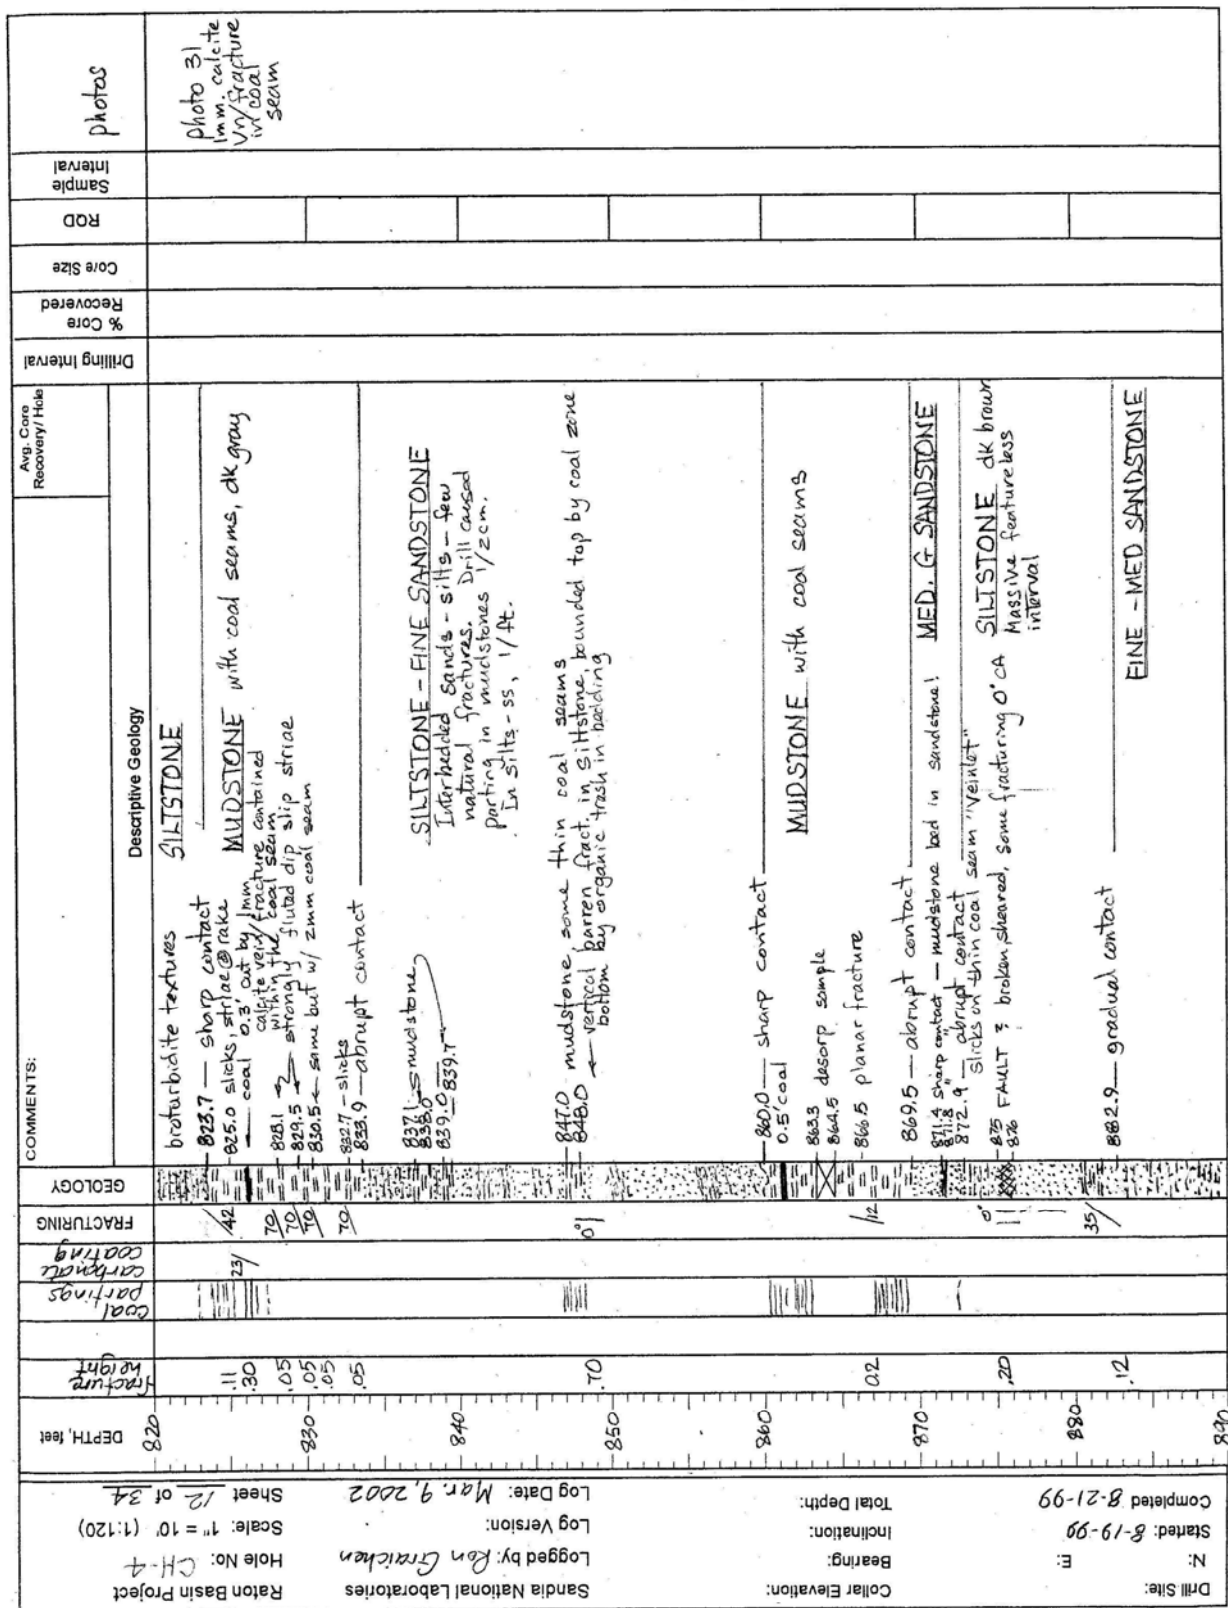 Drill Site:
N: E:
Started: 8-19-99
Completed 8-21-99
Collar Elevation:
Bearing:
Inclination:
Total Depth:
Sandia National Laboratories
Logged by: Ron Graichen
Log Version:
Log Date: Mar. 9, 2002
Raton Basin Project
Hole No: CH-4
Scale: 1" = 10' (1:120)
Sheet 12 of 34
DEPTH, feet
fracture height
coal partings
carbonate coating
FRACTURING
GEOLOGY
COMMENTS:
Avg. Core Recovery/Hole
Descriptive Geology
Drilling Interval
% Core Recovered
Core Size
RQD
Sample Interval
photos
820
830
840
850
860
870
880
890
.11
.30
.05
.05
.05
.05
.70
.02
.20
.12
23
42
70
70
70
70
0°
12
0°
35
bioturbidite textures SILTSTONE
823.7 — sharp contact
825.0 slicks, striae @ rake MUDSTONE with coal seams, dk gray
coal 0.3' cut by 1mm
calcite vein/fracture contained
within the coal seam
828.1
829.5 strongly fluted dip slip striae
830.5 same but w/ 2mm coal seam
832.7 - slicks
833.9 — abrupt contact
837.1 mudstone
838.0
839.0
839.7
SILTSTONE - FINE SANDSTONE
Interbedded sands - silts - few
natural fractures. Drill caused
parting in mudstones 1/2cm.
In silts - ss, 1/ft.
847.0 mudstone, some thin coal seams
848.0 vertical barren fract. in siltstone, bounded top by coal zone
bottom by organic trash in bedding
860.0 — sharp contact
0.5' coal
863.3
864.5 desorp sample
MUDSTONE with coal seams
866.5 planar fracture
869.5 — abrupt contact
871.4 sharp contact — mudstone bed in sandstone! MED. G SANDSTONE
871.8 "
872.9 — abrupt contact
slicks on thin coal seam "veinlet"
875
876 FAULT broken, sheared, some fracturing 0° CA
SILTSTONE dk brown
Massive featureless
interval
882.9 — gradual contact
FINE - MED SANDSTONE
photo 31
1mm. calcite
vn/fracture
in coal
seam